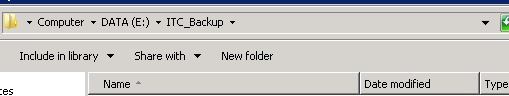 Computer ▸ DATA (E:) ▸ ITC_Backup ▸
Include in library ▾ Share with ▾ New folder
Name Date modified Type